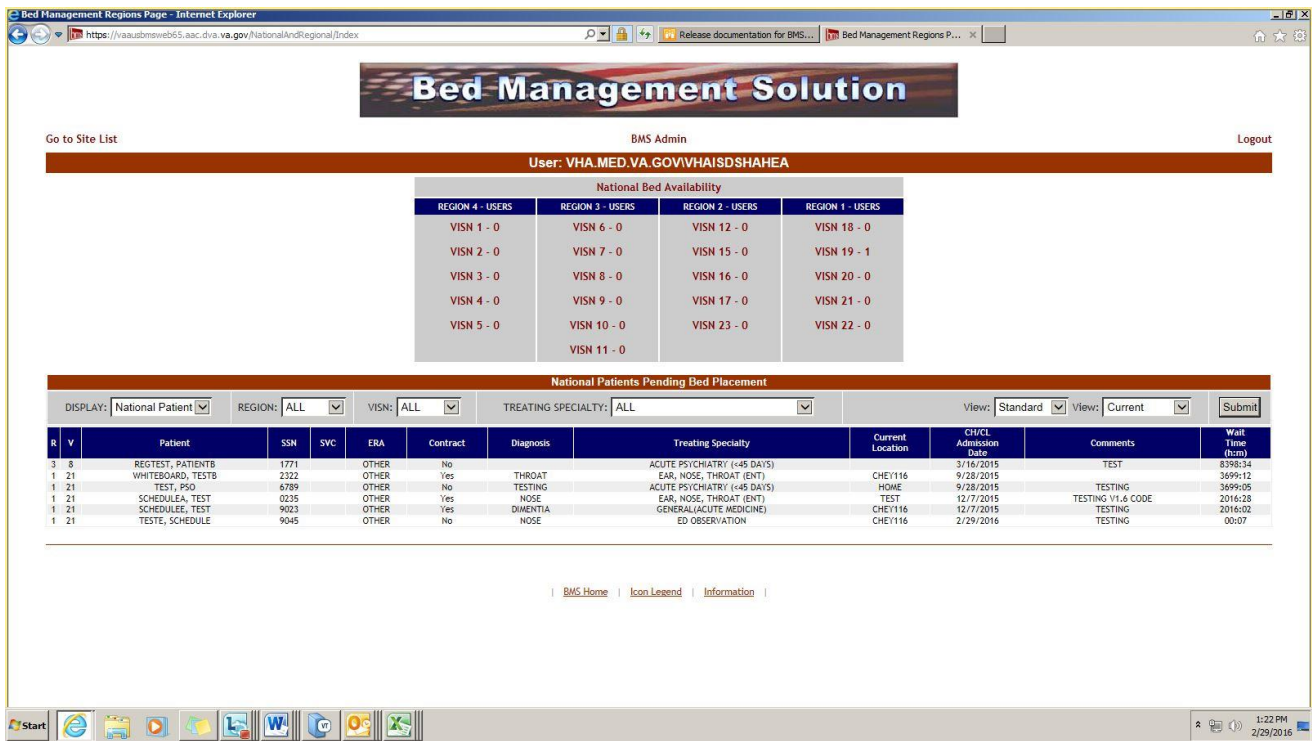 Bed Management Regions Page - Internet Explorer
https://vaausbmsweb65.aac.dva.va.gov/NationalAndRegional/Index Release documentation for BMS... Bed Management Regions P...
Bed Management Solution
Go to Site List BMS Admin Logout
User: VHA.MED.VA.GOV\VHAISDSHAHEA
National Bed Availability
REGION 4 - USERS REGION 3 - USERS REGION 2 - USERS REGION 1 - USERS
VISN 1 - 0 VISN 6 - 0 VISN 12 - 0 VISN 18 - 0
VISN 2 - 0 VISN 7 - 0 VISN 15 - 0 VISN 19 - 1
VISN 3 - 0 VISN 8 - 0 VISN 16 - 0 VISN 20 - 0
VISN 4 - 0 VISN 9 - 0 VISN 17 - 0 VISN 21 - 0
VISN 5 - 0 VISN 10 - 0 VISN 23 - 0 VISN 22 - 0
VISN 11 - 0
National Patients Pending Bed Placement
DISPLAY: National Patient REGION: ALL VISN: ALL TREATING SPECIALTY: ALL View: Standard View: Current Submit
R V Patient SSN SVC ERA Contract Diagnosis Treating Specialty Current Location CH/CL Admission Date Comments Wait Time (h:m)
3 8 REGTEST, PATIENTB 1771 OTHER No ACUTE PSYCHIATRY (<45 DAYS) 3/16/2015 TEST 8398:34
1 21 WHITEBOARD, TESTB 2322 OTHER Yes THROAT EAR, NOSE, THROAT (ENT) CHEY116 9/28/2015 3699:12
1 21 TEST, PSO 6789 OTHER No TESTING ACUTE PSYCHIATRY (<45 DAYS) HOME 9/28/2015 TESTING 3699:05
1 21 SCHEDULEA, TEST 0235 OTHER Yes NOSE EAR, NOSE, THROAT (ENT) TEST 12/7/2015 TESTING V1.6 CODE 2016:28
1 21 SCHEDULEE, TEST 9023 OTHER Yes DIMENTIA GENERAL(ACUTE MEDICINE) CHEY116 12/7/2015 TESTING 2016:02
1 21 TESTE, SCHEDULE 9045 OTHER No NOSE ED OBSERVATION CHEY116 2/29/2016 TESTING 00:07
| BMS Home | Icon Legend | Information |
Start 1:22 PM
2/29/2016